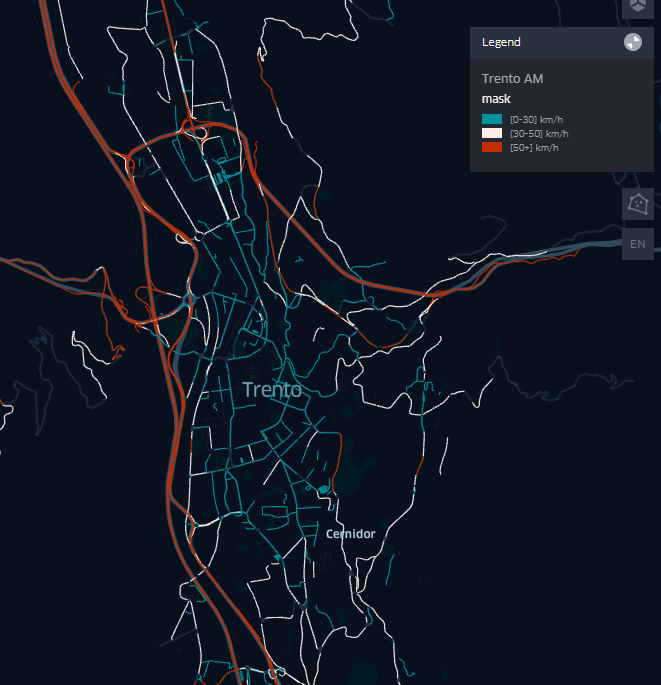 Legend
Trento AM
mask
[0-30] km/h
[30-50] km/h
[50+] km/h
EN
Trento
Cernidor